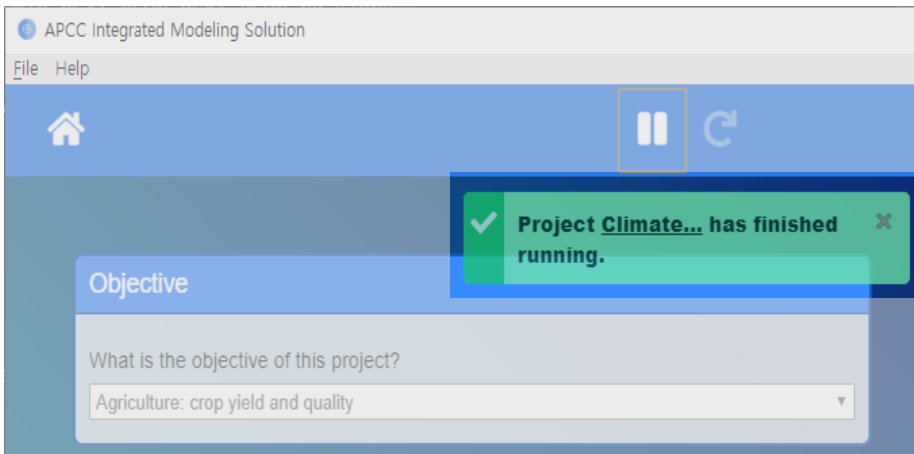 APCC Integrated Modeling Solution
File Help
Project Climate... has finished
running.
Objective
What is the objective of this project?
Agriculture: crop yield and quality